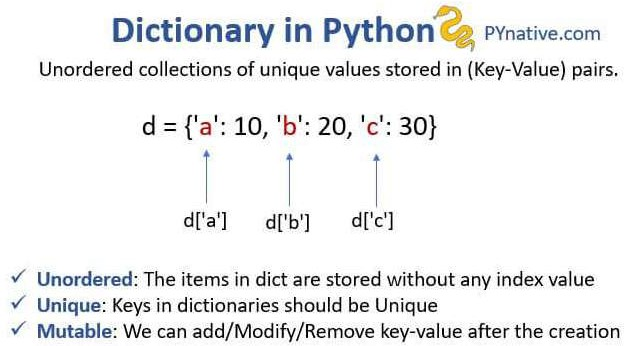 Dictionary in Python PYnative.com
Unordered collections of unique values stored in (Key-Value) pairs.
d = {'a': 10, 'b': 20, 'c': 30}
d['a'] d['b'] d['c']
✓ Unordered: The items in dict are stored without any index value
✓ Unique: Keys in dictionaries should be Unique
✓ Mutable: We can add/Modify/Remove key-value after the creation